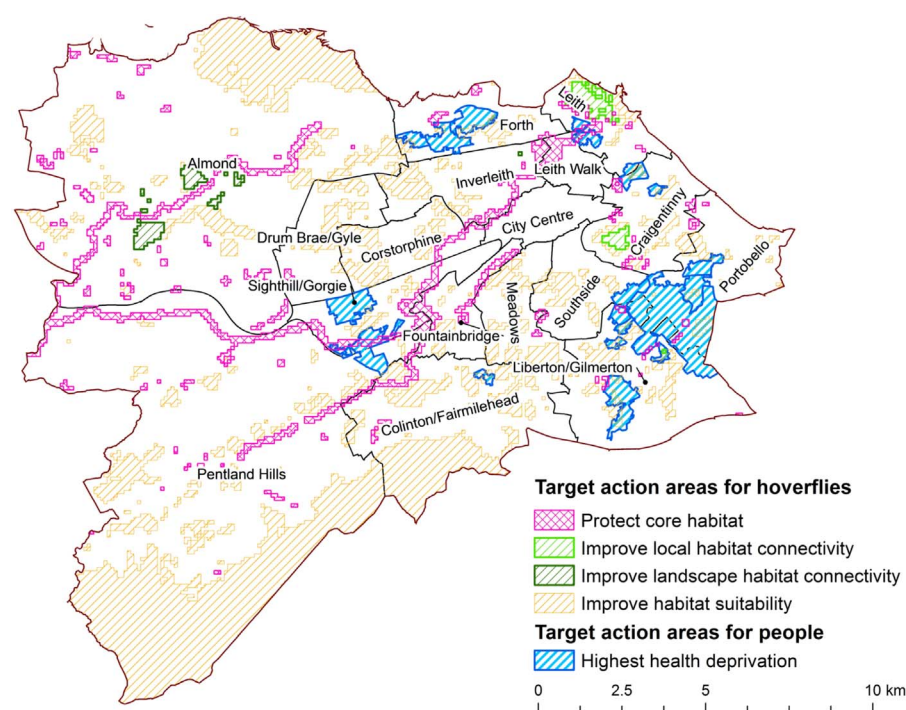 Leith
Forth
Almond
Inverleith
Leith Walk
City Centre
Craigentinny
Drum Brae/Gyle
Corstorphine
Portobello
Sighthill/Gorgie
Meadows
Southside
Fountainbridge
Liberton/Gilmerton
Colinton/Fairmilehead
Pentland Hills
Target action areas for hoverflies
Protect core habitat
Improve local habitat connectivity
Improve landscape habitat connectivity
Improve habitat suitability
Target action areas for people
Highest health deprivation
0 2.5 5 10 km